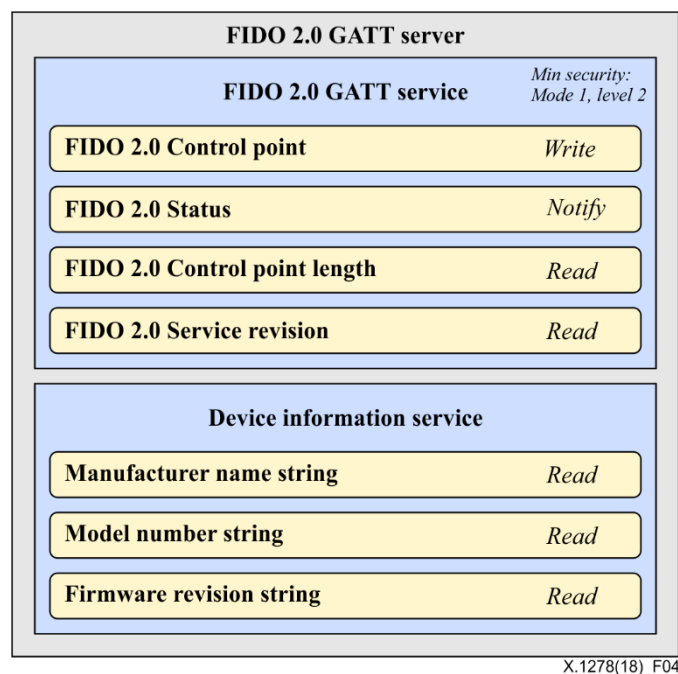 FIDO 2.0 GATT server
FIDO 2.0 GATT service
Min security:
Mode 1, level 2
FIDO 2.0 Control point Write
FIDO 2.0 Status Notify
FIDO 2.0 Control point length Read
FIDO 2.0 Service revision Read
Device information service
Manufacturer name string Read
Model number string Read
Firmware revision string Read
X.1278(18)_F04